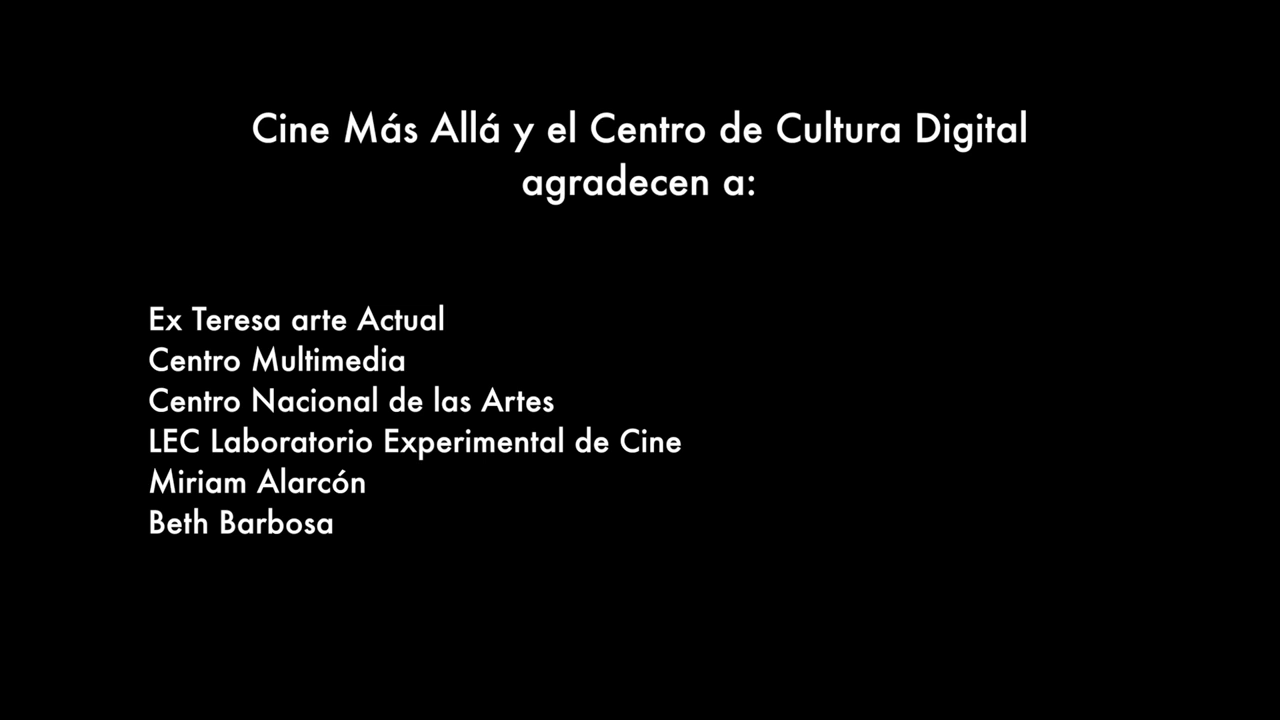 Cine Más Allá y el Centro de Cultura Digital
agradecen a:
Ex Teresa arte Actual
Centro Multimedia
Centro Nacional de las Artes
LEC Laboratorio Experimental de Cine
Miriam Alarcón
Beth Barbosa